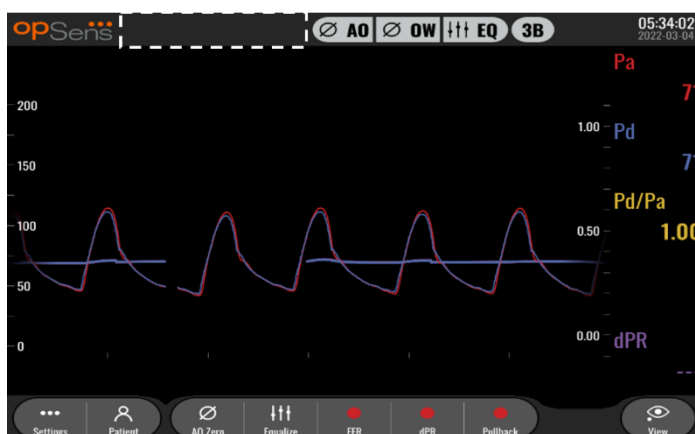 opSens AO OW EQ 3B 05:34:02
2022-03-04
Pa
200
1.00 Pd
150
Pd/Pa
100 0.50 1.00
50
0.00 dPR
0
---
Settings Patient AO Zero Equalize FFR dPR Pullback View